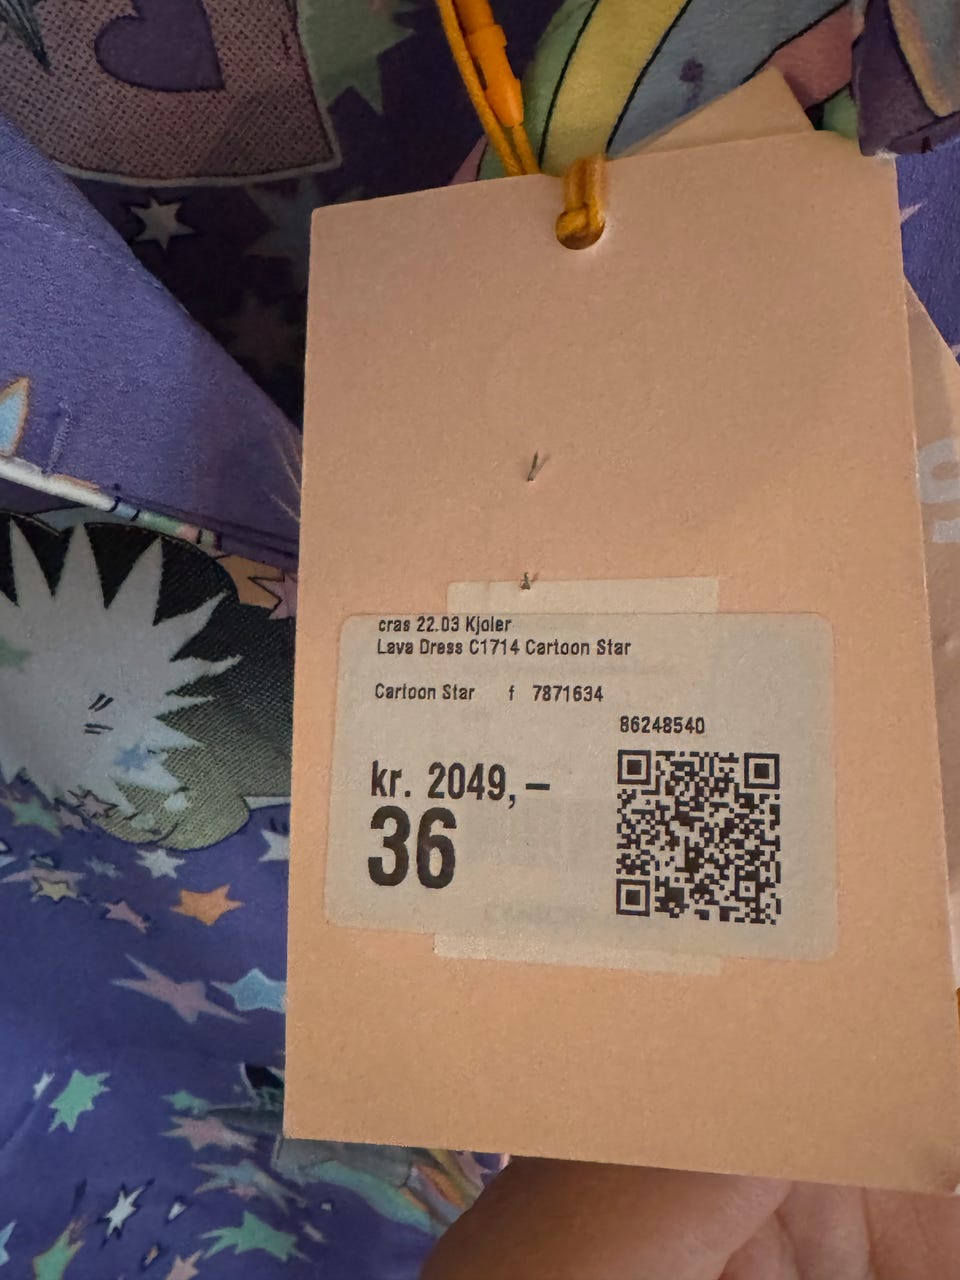 cras 22.03 Kjoler
Lava Dress C1714 Cartoon Star
Cartoon Star f 7871634
86248540
kr. 2049,–
36